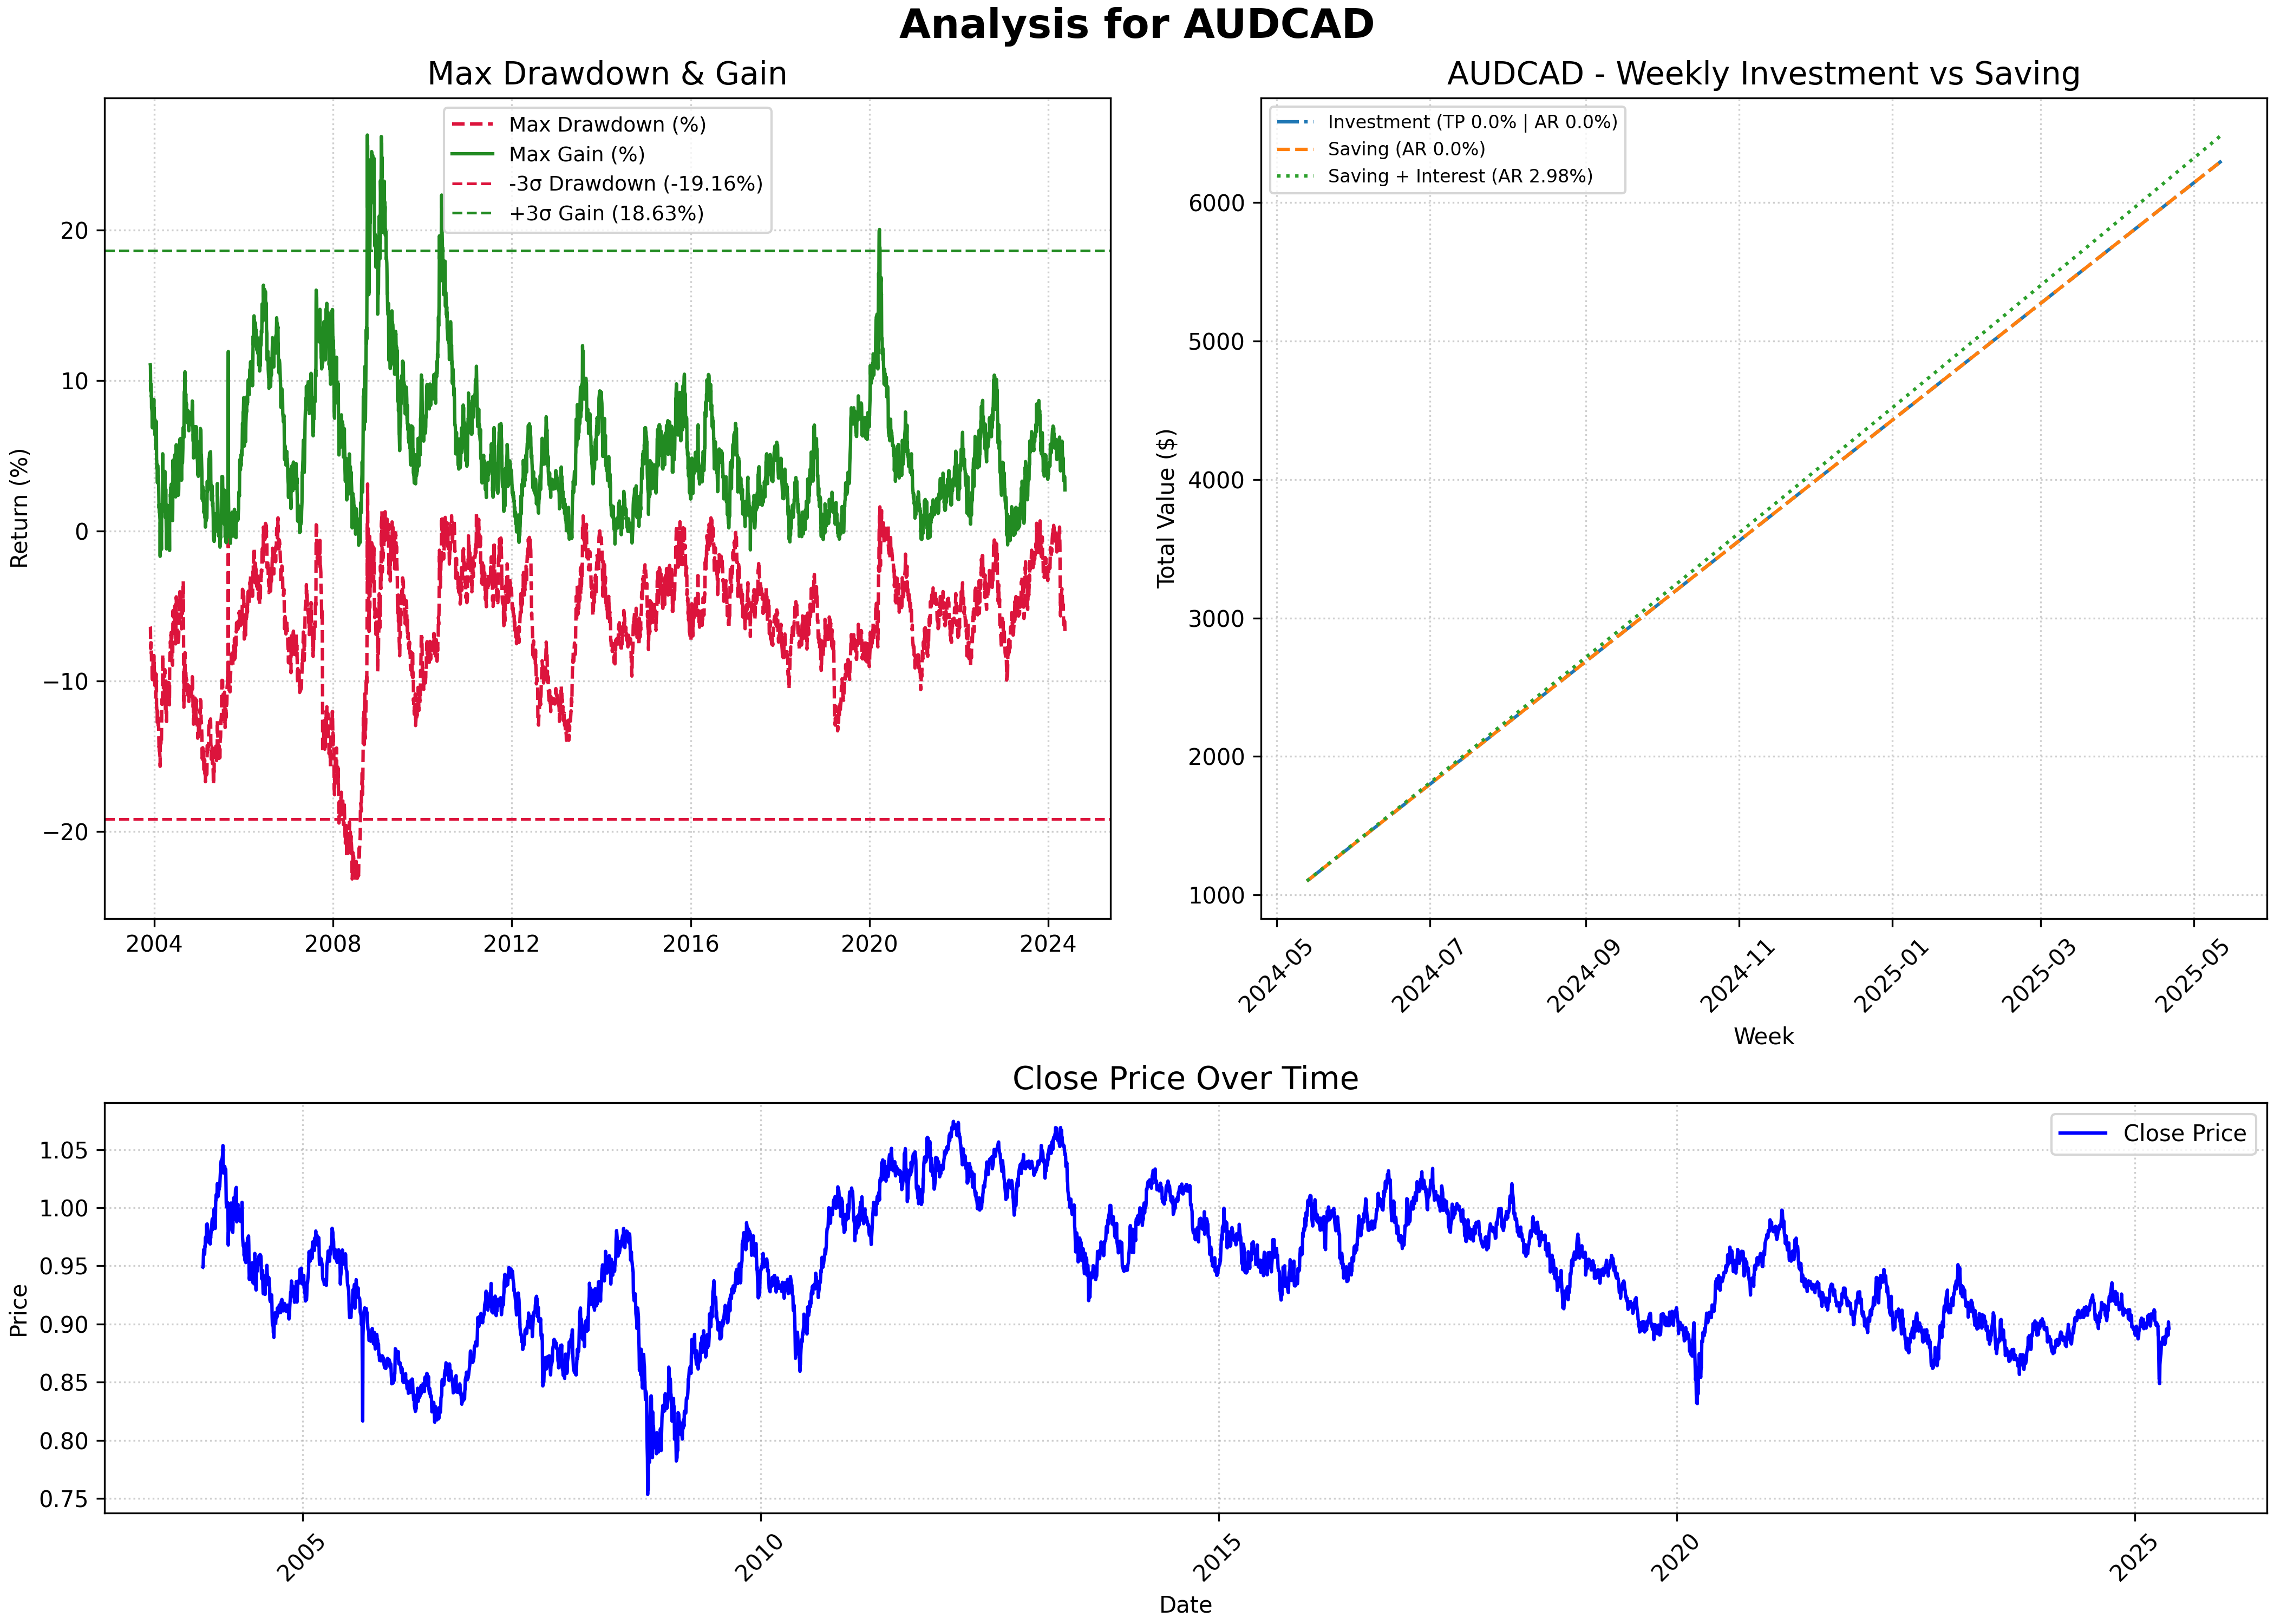 Analysis for AUDCAD
Max Drawdown & Gain
Return (%)
20
10
0
−10
−20
2004
2008
2012
2016
2020
2024
Max Drawdown (%)
Max Gain (%)
-3σ Drawdown (-19.16%)
+3σ Gain (18.63%)
AUDCAD - Weekly Investment vs Saving
Total Value ($)
6000
5000
4000
3000
2000
1000
2024-05
2024-07
2024-09
2024-11
2025-01
2025-03
2025-05
Week
Investment (TP 0.0% | AR 0.0%)
Saving (AR 0.0%)
Saving + Interest (AR 2.98%)
Close Price Over Time
Price
1.05
1.00
0.95
0.90
0.85
0.80
0.75
2005
2010
2015
2020
2025
Date
Close Price